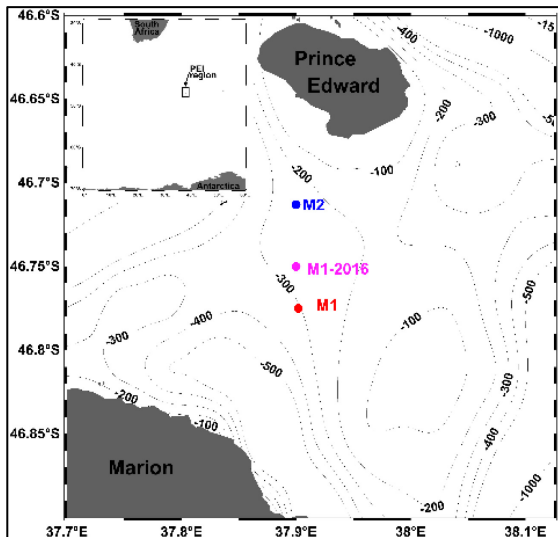 46.6°S
46.65°S
46.7°S
46.75°S
46.8°S
46.85°S
37.7°E
37.8°E
37.9°E
38°E
38.1°E
South
Africa
PEI
region
Antarctica
Prince
Edward
Marion
M2
M1-2016
M1
-400
-1000
-200
-300
-100
-200
-300
-400
-300
-500
-200
-100
-100
-500
-300
-400
-200
-1000